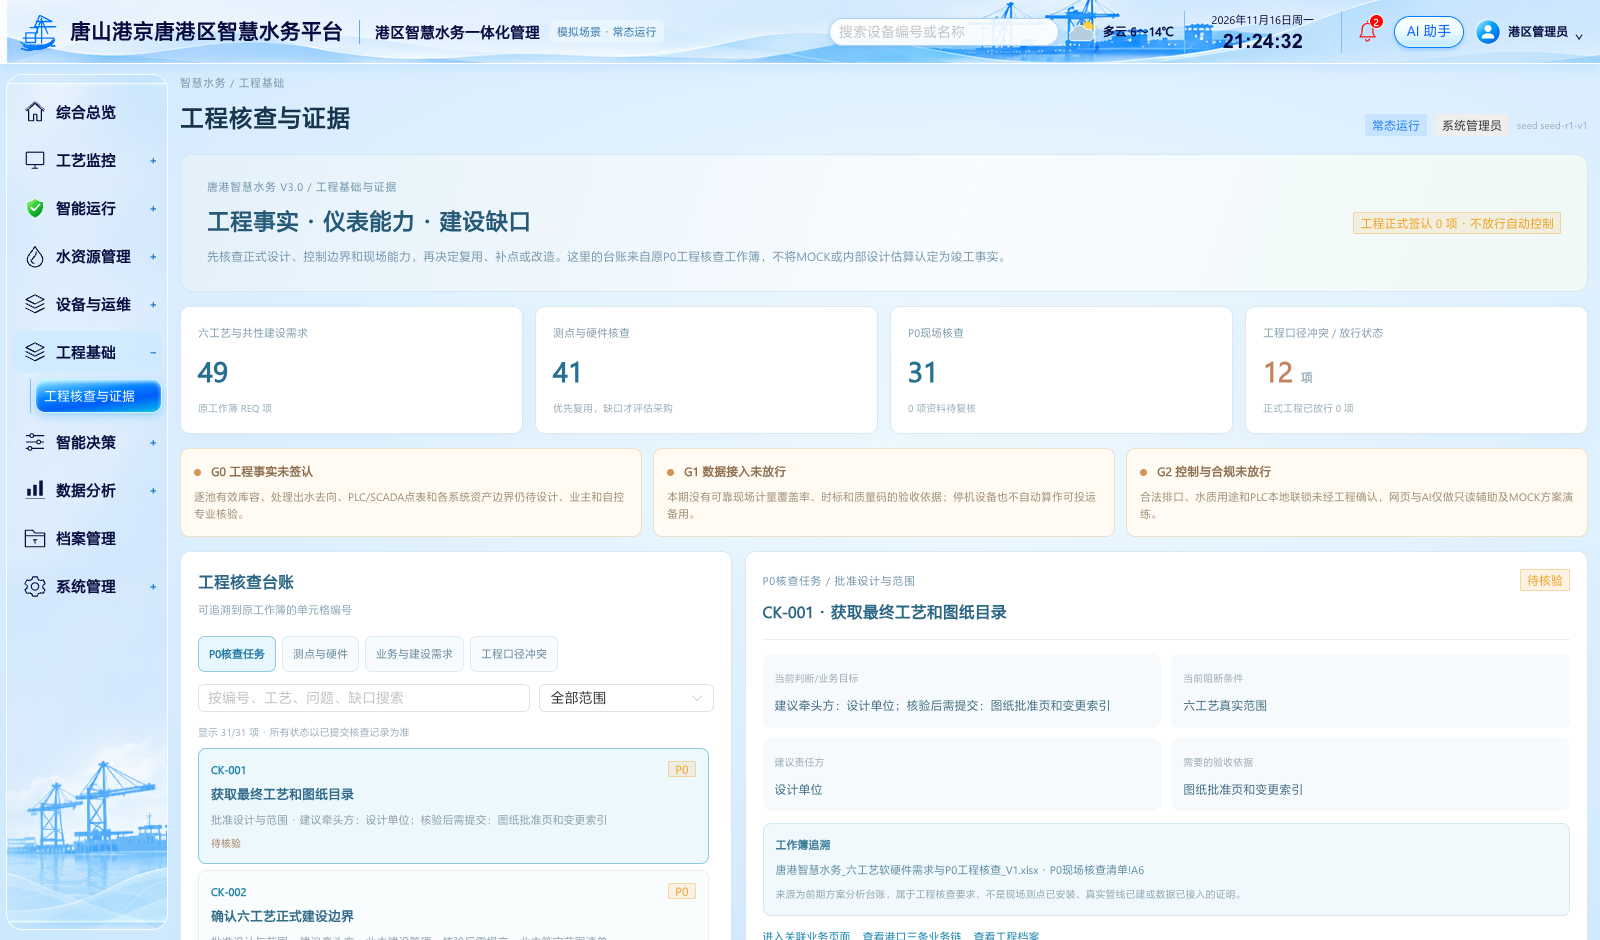 唐山港京唐港区智慧水务平台
港区智慧水务一体化管理
模拟场景 · 常态运行
搜索设备编号或名称
多云 6~14℃
2026年11月16日周一
21:24:32
2
AI 助手
港区管理员
综合总览
工艺监控 +
智能运行 +
水资源管理 +
设备与运维 +
工程基础 −
工程核查与证据
智能决策 +
数据分析 +
档案管理
系统管理 +
智慧水务 / 工程基础
工程核查与证据
常态运行
系统管理员
seed seed-r1-v1
唐港智慧水务 V3.0 / 工程基础与证据
工程事实 · 仪表能力 · 建设缺口
先核查正式设计、控制边界和现场能力，再决定复用、补点或改造。这里的台账来自原P0工程核查工作簿，不将MOCK或内部设计估算认定为竣工事实。
工程正式签认 0 项 · 不放行自动控制
六工艺与共性建设需求
49
原工作簿 REQ 项
测点与硬件核查
41
优先复用，缺口才评估采购
P0现场核查
31
0 项资料待复核
工程口径冲突 / 放行状态
12 项
正式工程已放行 0 项
G0 工程事实未签认
逐池有效库容、处理出水去向、PLC/SCADA点表和各系统资产边界仍待设计、业主和自控
专业核验。
G1 数据接入未放行
本期没有可靠现场计量覆盖率、时标和质量码的验收依据；停机设备也不自动算作可投运
备用。
G2 控制与合规未放行
合法排口、水质用途和PLC本地联锁未经工程确认，网页与AI仅做只读辅助及MOCK方案演
练。
工程核查台账
可追溯到原工作簿的单元格编号
P0核查任务
测点与硬件
业务与建设需求
工程口径冲突
按编号、工艺、问题、缺口搜索
全部范围
显示 31/31 项 · 所有状态以已提交核查记录为准
CK-001
P0
获取最终工艺和图纸目录
批准设计与范围 · 建议牵头方：设计单位；核验后需提交：图纸批准页和变更索引
待核验
CK-002
P0
确认六工艺正式建设边界
批准设计与范围 · 建议牵头方：业主建设管理；核验后需提交：业主签字范围清单
P0核查任务 / 批准设计与范围
待核验
CK-001 · 获取最终工艺和图纸目录
当前判断/业务目标
建议牵头方：设计单位；核验后需提交：图纸批准页和变更索引
当前阻断条件
六工艺真实范围
建议责任方
设计单位
需要的验收依据
图纸批准页和变更索引
工作簿追溯
唐港智慧水务_六工艺软硬件需求与P0工程核查_V1.xlsx · P0现场核查清单!A6
来源为前期方案分析台账，属于工程核查要求，不是现场测点已安装、真实管线已建或数据已接入的证明。
进入关联业务页面 查看港口三条业务链 查看工程档案